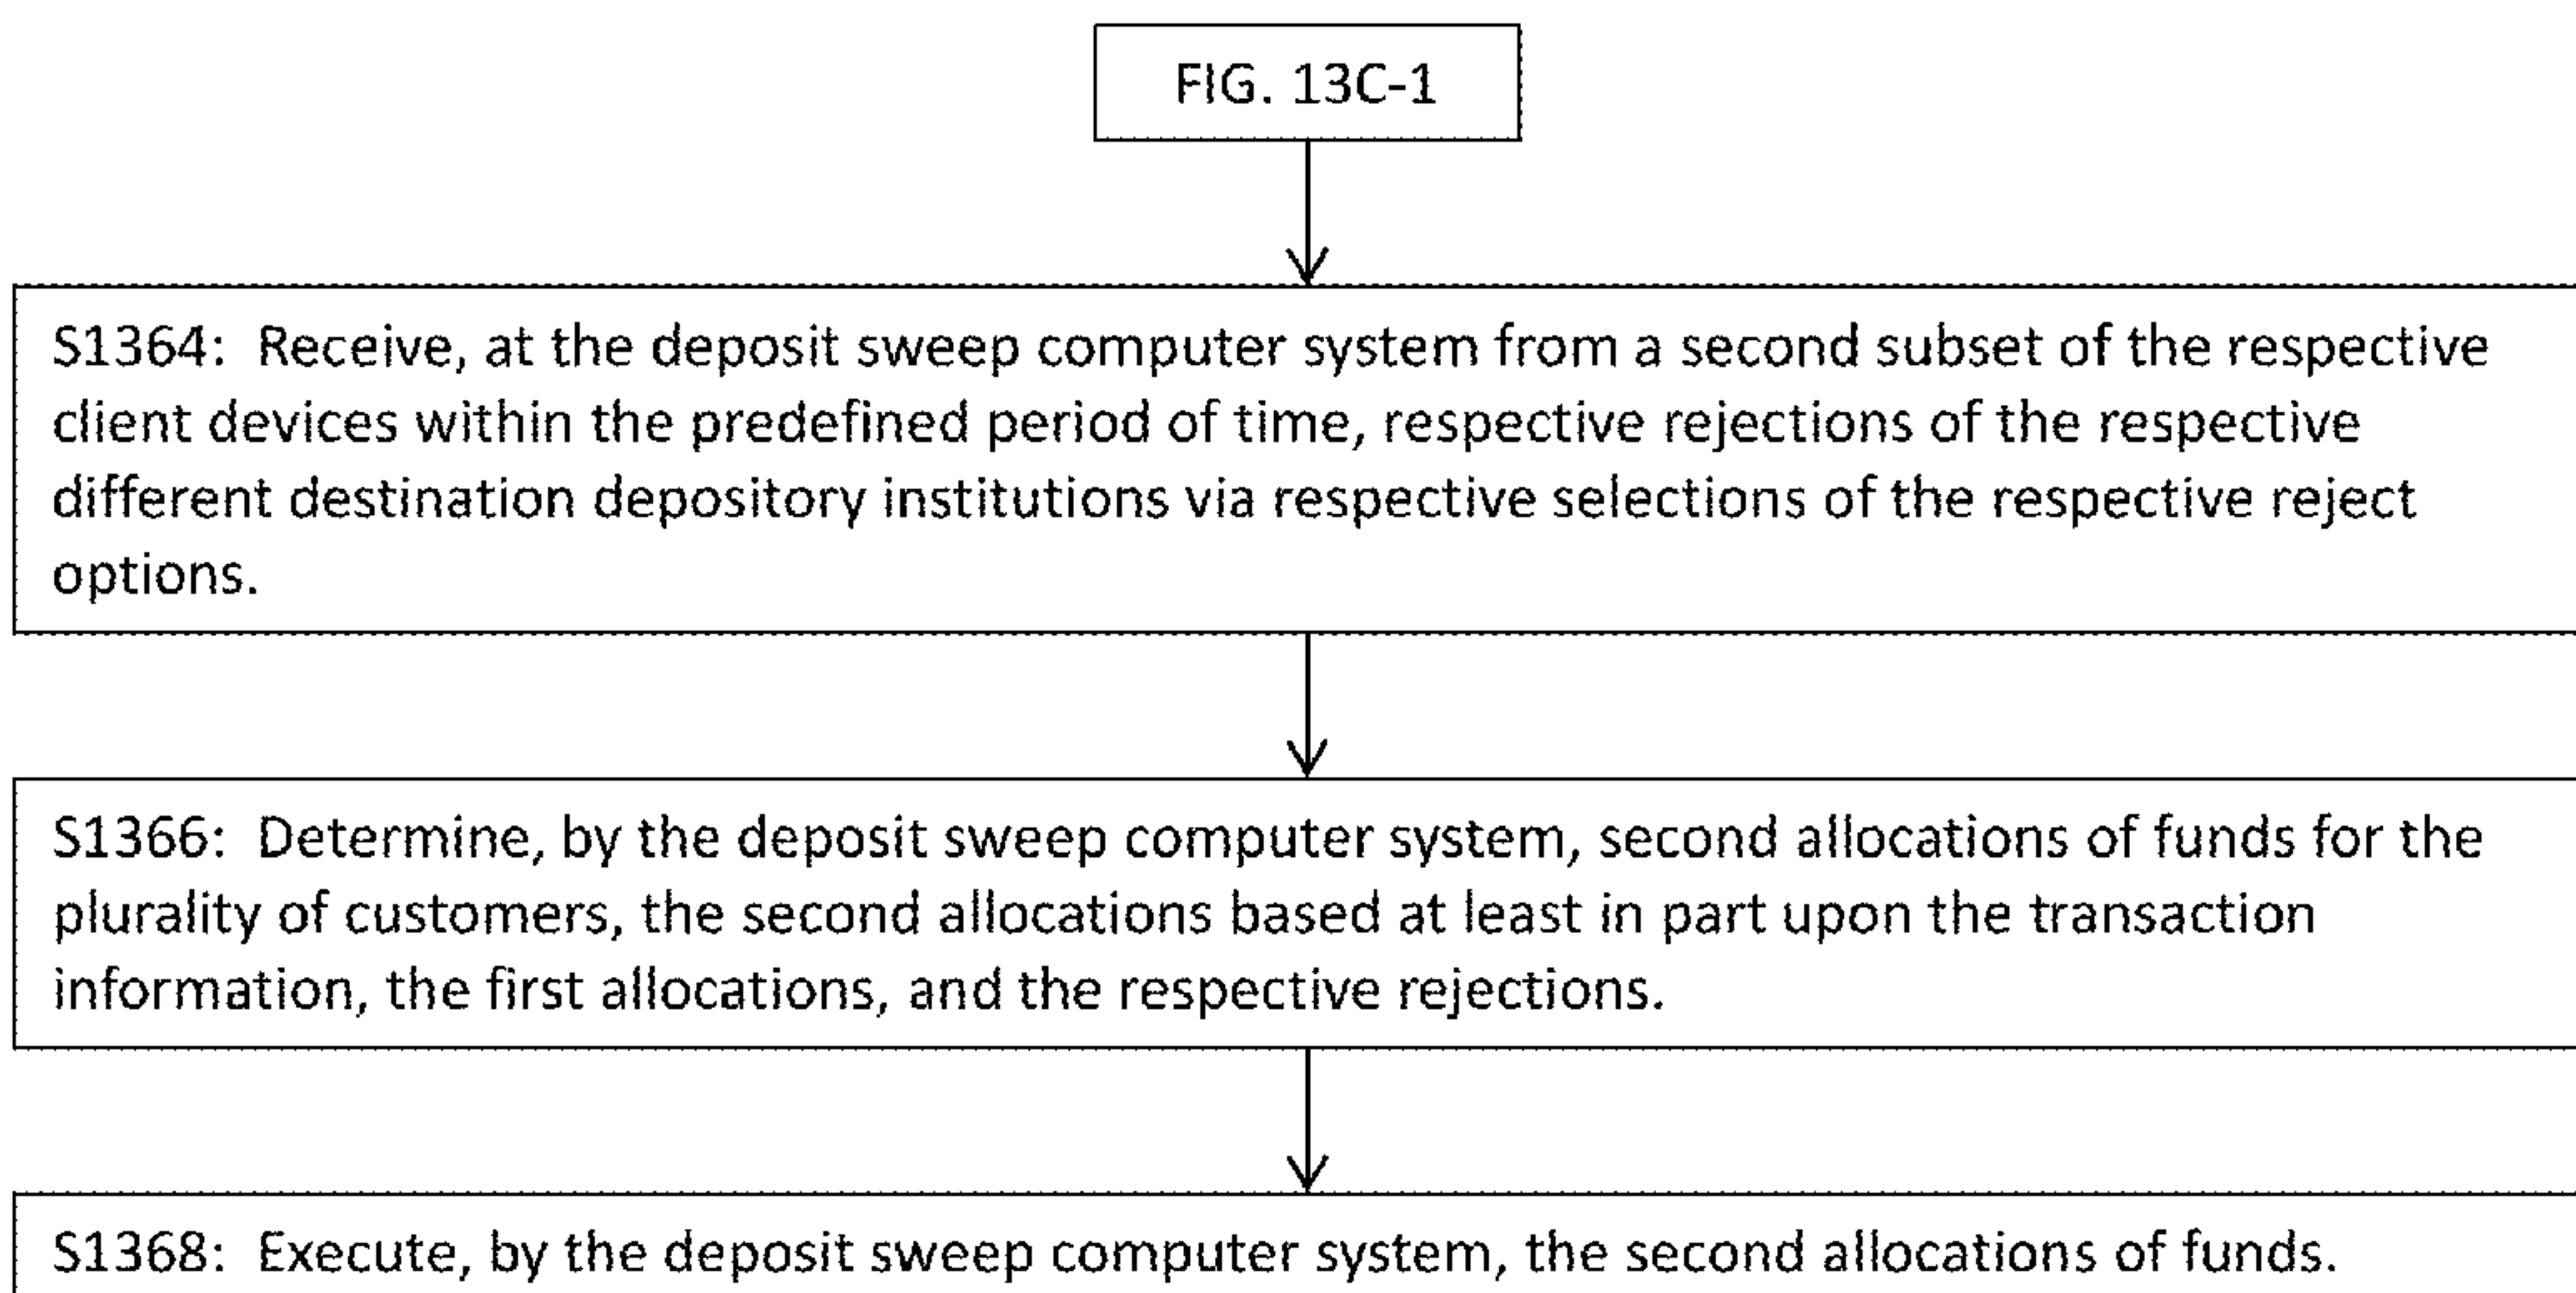 FIG. 13C-1
S1364: Receive, at the deposit sweep computer system from a second subset of the respective
client devices within the predefined period of time, respective rejections of the respective
different destination depository institutions via respective selections of the respective reject
options.
S1366: Determine, by the deposit sweep computer system, second allocations of funds for the
plurality of customers, the second allocations based at least in part upon the transaction
information, the first allocations, and the respective rejections.
S1368: Execute, by the deposit sweep computer system, the second allocations of funds.